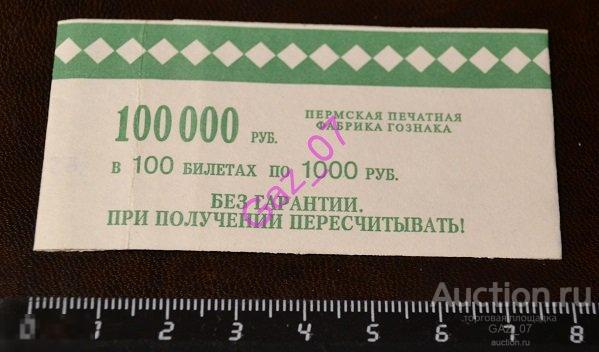 100 000 РУБ.
ПЕРМСКАЯ ПЕЧАТНАЯ
ФАБРИКА ГОЗНАКА
В 100 БИЛЕТАХ ПО 1000 РУБ.
БЕЗ ГАРАНТИИ.
ПРИ ПОЛУЧЕНИИ ПЕРЕСЧИТЫВАТЬ!
Gaz_07
0 1 2 3 4 5 6 7 8
Auction.ru
торговая площадка
GAZ_07
auction.ru